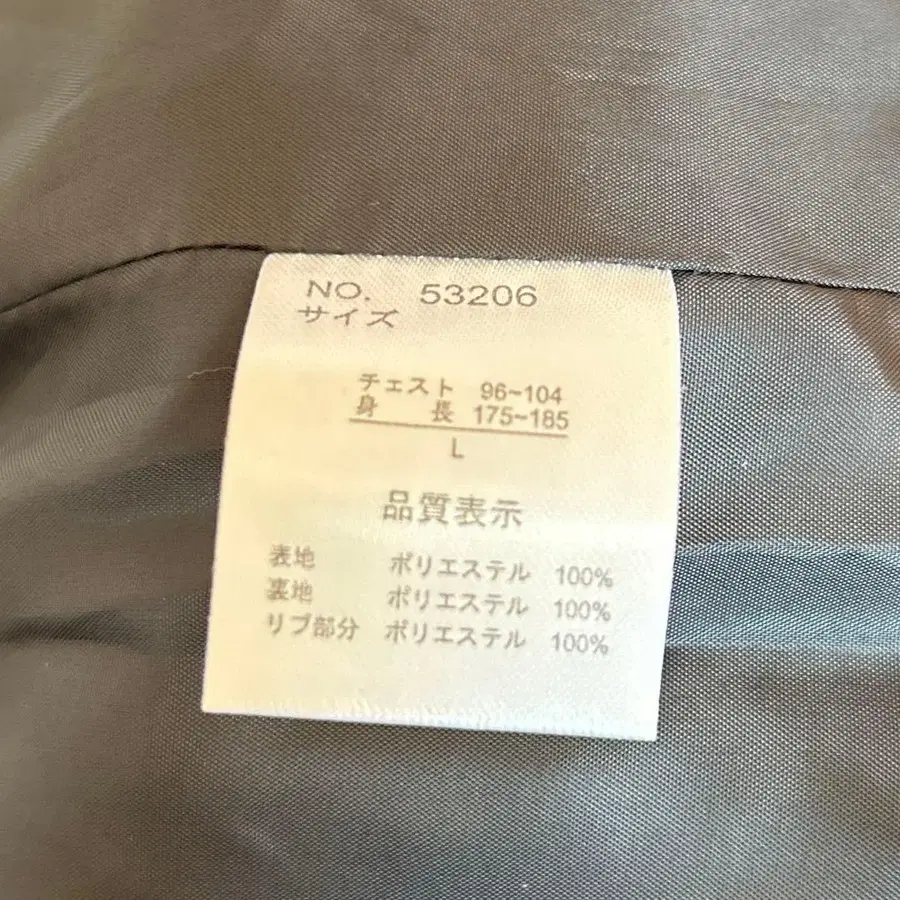 NO. 53206
サイズ
チェスト 96~104
身 長 175~185
L
品質表示
表地 ポリエステル 100%
裏地 ポリエステル 100%
リブ部分 ポリエステル 100%